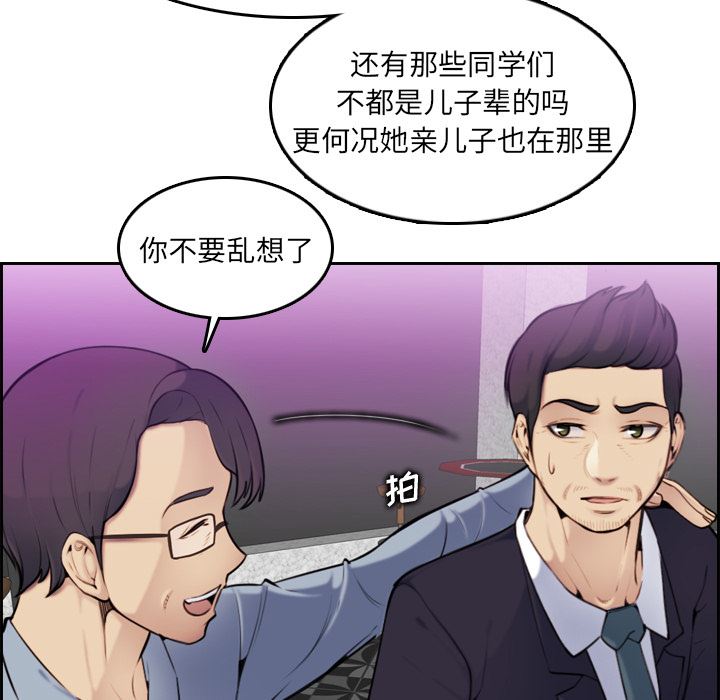 还有那些同学们
不都是儿子辈的吗
更何况她亲儿子也在那里
你不要乱想了
拍